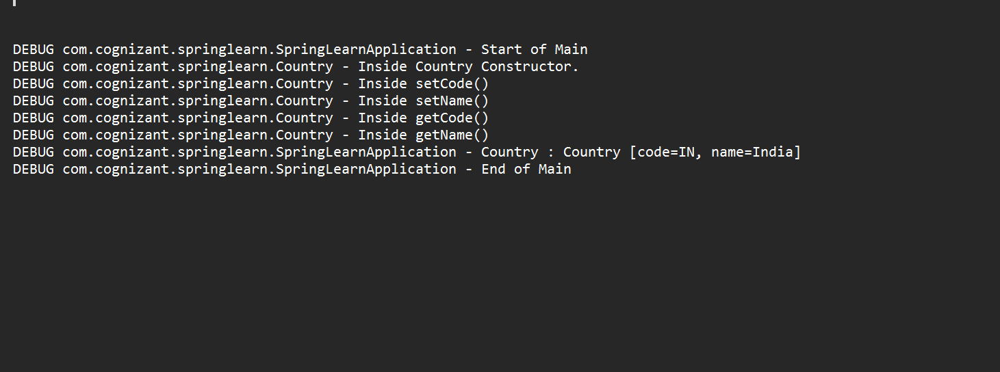 DEBUG com.cognizant.springlearn.SpringLearnApplication - Start of Main
DEBUG com.cognizant.springlearn.Country - Inside Country Constructor.
DEBUG com.cognizant.springlearn.Country - Inside setCode()
DEBUG com.cognizant.springlearn.Country - Inside setName()
DEBUG com.cognizant.springlearn.Country - Inside getCode()
DEBUG com.cognizant.springlearn.Country - Inside getName()
DEBUG com.cognizant.springlearn.SpringLearnApplication - Country : Country [code=IN, name=India]
DEBUG com.cognizant.springlearn.SpringLearnApplication - End of Main